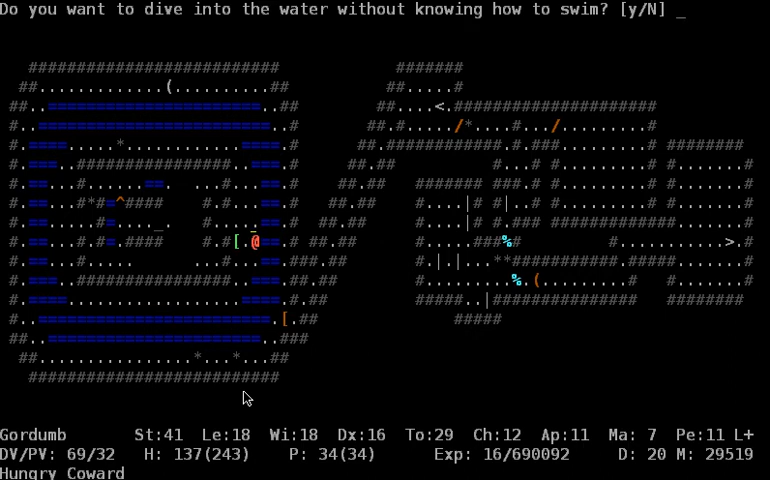 Do you want to dive into the water without knowing how to swim? [y/N] _
Gordumb St:41 Le:18 Wi:18 Dx:16 To:29 Ch:12 Ap:11 Ma: 7 Pe:11 L+
DV/PV: 69/32 H: 137(243) P: 34(34) Exp: 16/690092 D: 20 M: 29519
Hungry Coward